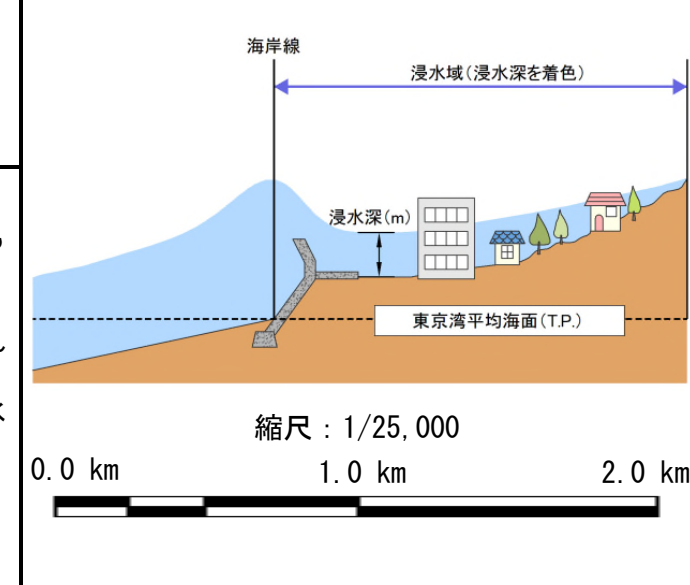 海岸線
浸水域(浸水深を着色)
浸水深(m)
東京湾平均海面(T.P.)
縮尺：1/25,000
0.0 km 1.0 km 2.0 km